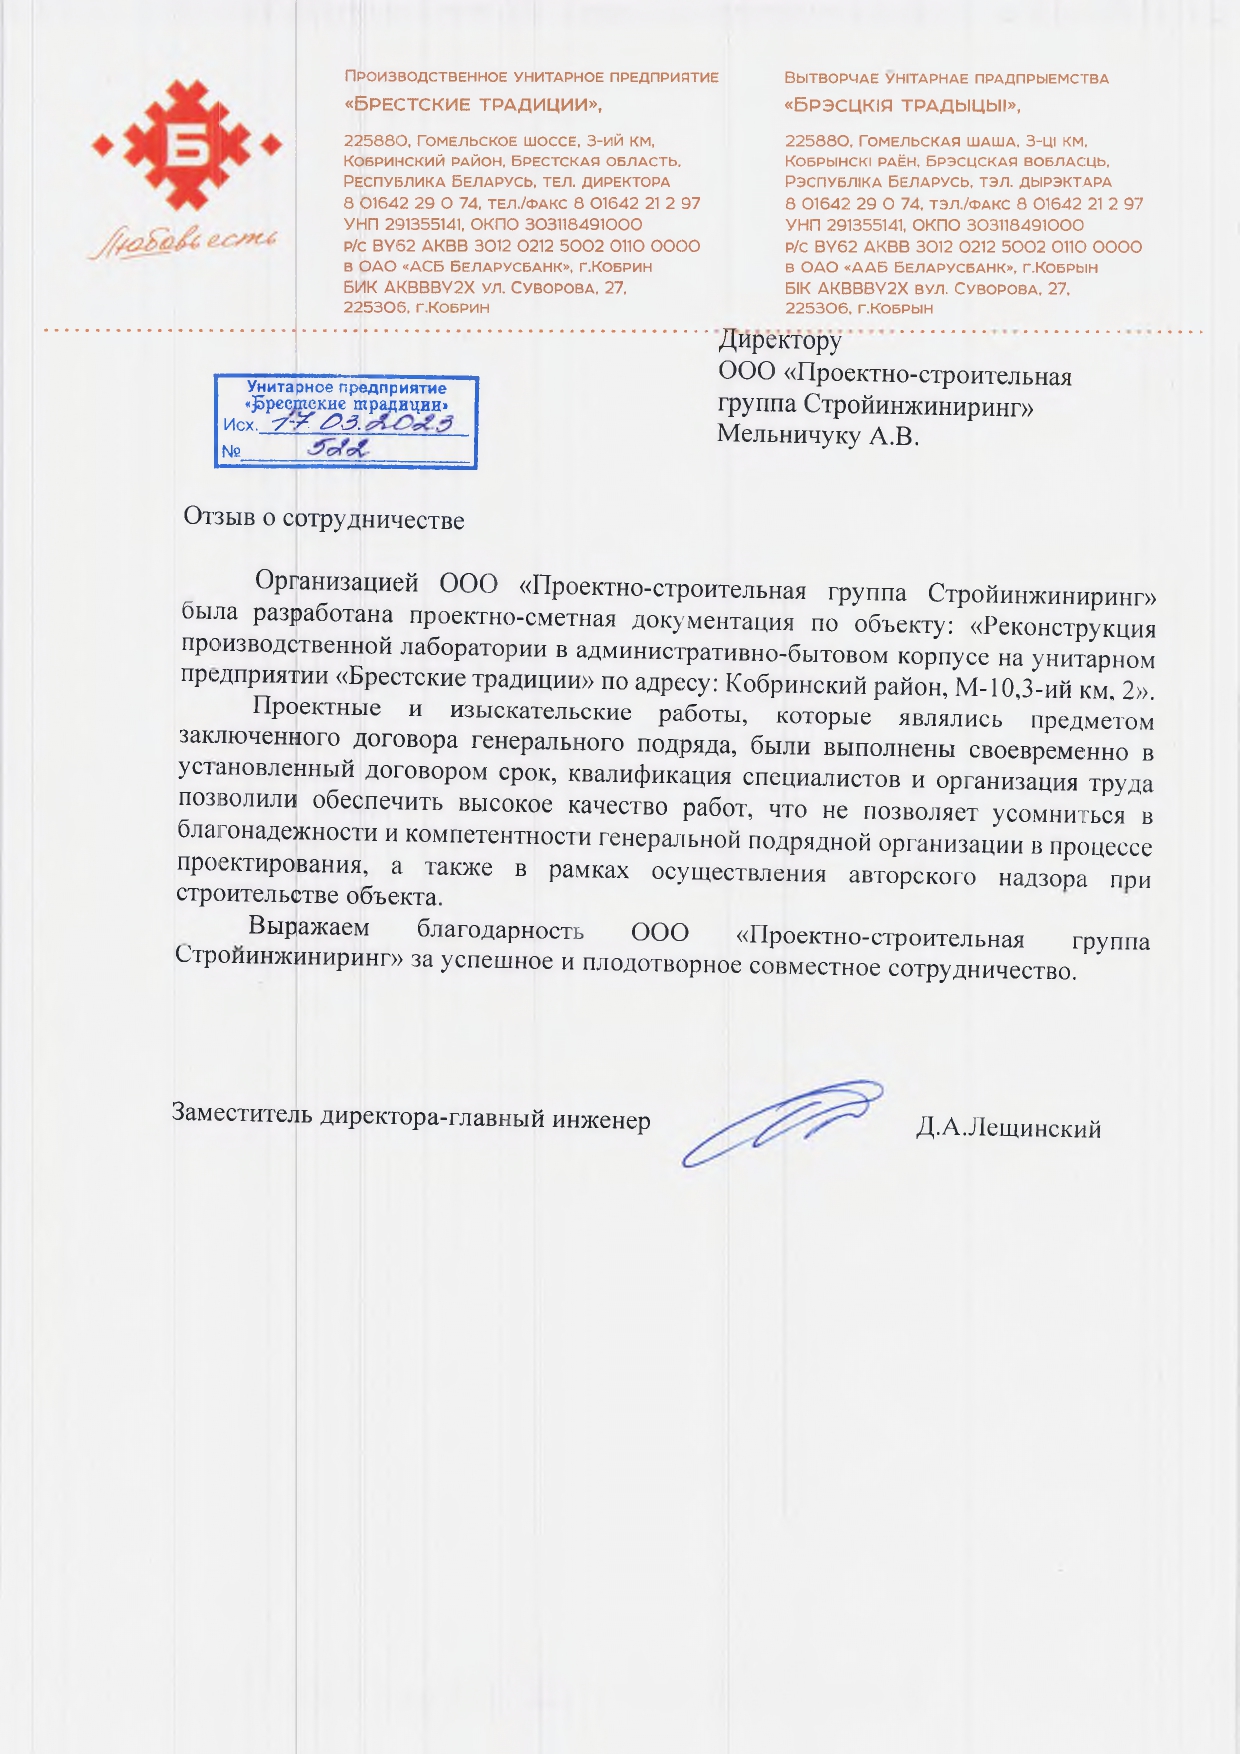 Б
Любовь есть
Производственное унитарное предприятие
«Брестские традиции»,
225880, Гомельское шоссе, 3-ий км,
Кобринский район, Брестская область,
Республика Беларусь, тел. директора
8 01642 29 0 74, тел./факс 8 01642 21 2 97
УНП 291355141, ОКПО 303118491000
р/с BY62 AKBB 3012 0212 5002 0110 0000
в ОАО «АСБ Беларусбанк», г.Кобрин
БИК AKBBBY2X ул. Суворова, 27,
225306, г.Кобрин
Вытворчае ўнітарнае прадпрыемства
«Брэсцкія традыцыі»,
225880, Гомельская шаша, 3-ці км,
Кобрынскі раён, Брэсцская вобласць,
Рэспубліка Беларусь, тэл. дырэктара
8 01642 29 0 74, тэл./факс 8 01642 21 2 97
УНП 291355141, ОКПО 303118491000
р/с BY62 AKBB 3012 0212 5002 0110 0000
в ОАО «ААБ Беларусбанк», г.Кобрын
БІК AKBBBY2X вул. Суворова, 27,
225306, г.Кобрын
Директору
ООО «Проектно-строительная
группа Стройинжиниринг»
Мельничуку А.В.
Унитарное предприятие
«Брестские традиции»
Исх. 17 03.2023
№ 522
Отзыв о сотрудничестве
Организацией ООО «Проектно-строительная группа Стройинжиниринг»
была разработана проектно-сметная документация по объекту: «Реконструкция
производственной лаборатории в административно-бытовом корпусе на унитарном
предприятии «Брестские традиции» по адресу: Кобринский район, М-10,3-ий км, 2».
Проектные и изыскательские работы, которые являлись предметом
заключенного договора генерального подряда, были выполнены своевременно в
установленный договором срок, квалификация специалистов и организация труда
позволили обеспечить высокое качество работ, что не позволяет усомниться в
благонадежности и компетентности генеральной подрядной организации в процессе
проектирования, а также в рамках осуществления авторского надзора при
строительстве объекта.
Выражаем благодарность ООО «Проектно-строительная группа
Стройинжиниринг» за успешное и плодотворное совместное сотрудничество.
Заместитель директора-главный инженер
Д.А.Лещинский